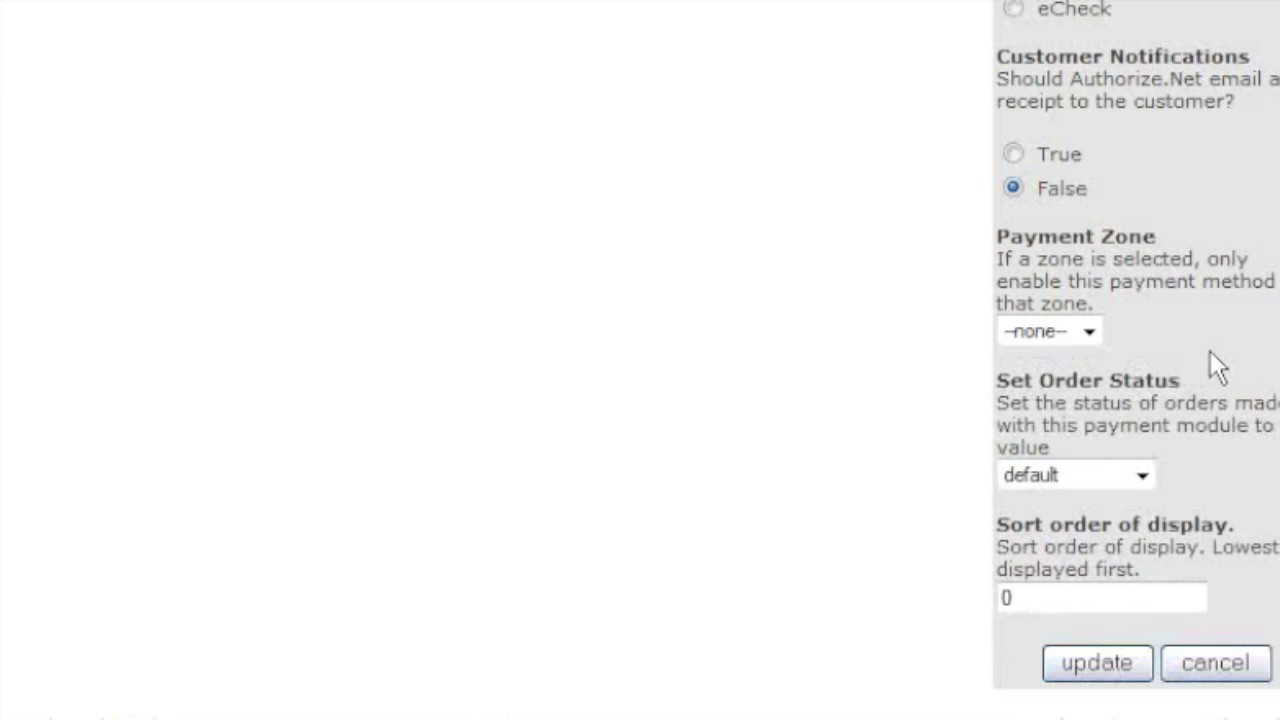 eCheck
Customer Notifications
Should Authorize.Net email a
receipt to the customer?
True
False
Payment Zone
If a zone is selected, only
enable this payment method
that zone.
--none--
Set Order Status
Set the status of orders made
with this payment module to
value
default
Sort order of display.
Sort order of display. Lowest
displayed first.
0
update cancel